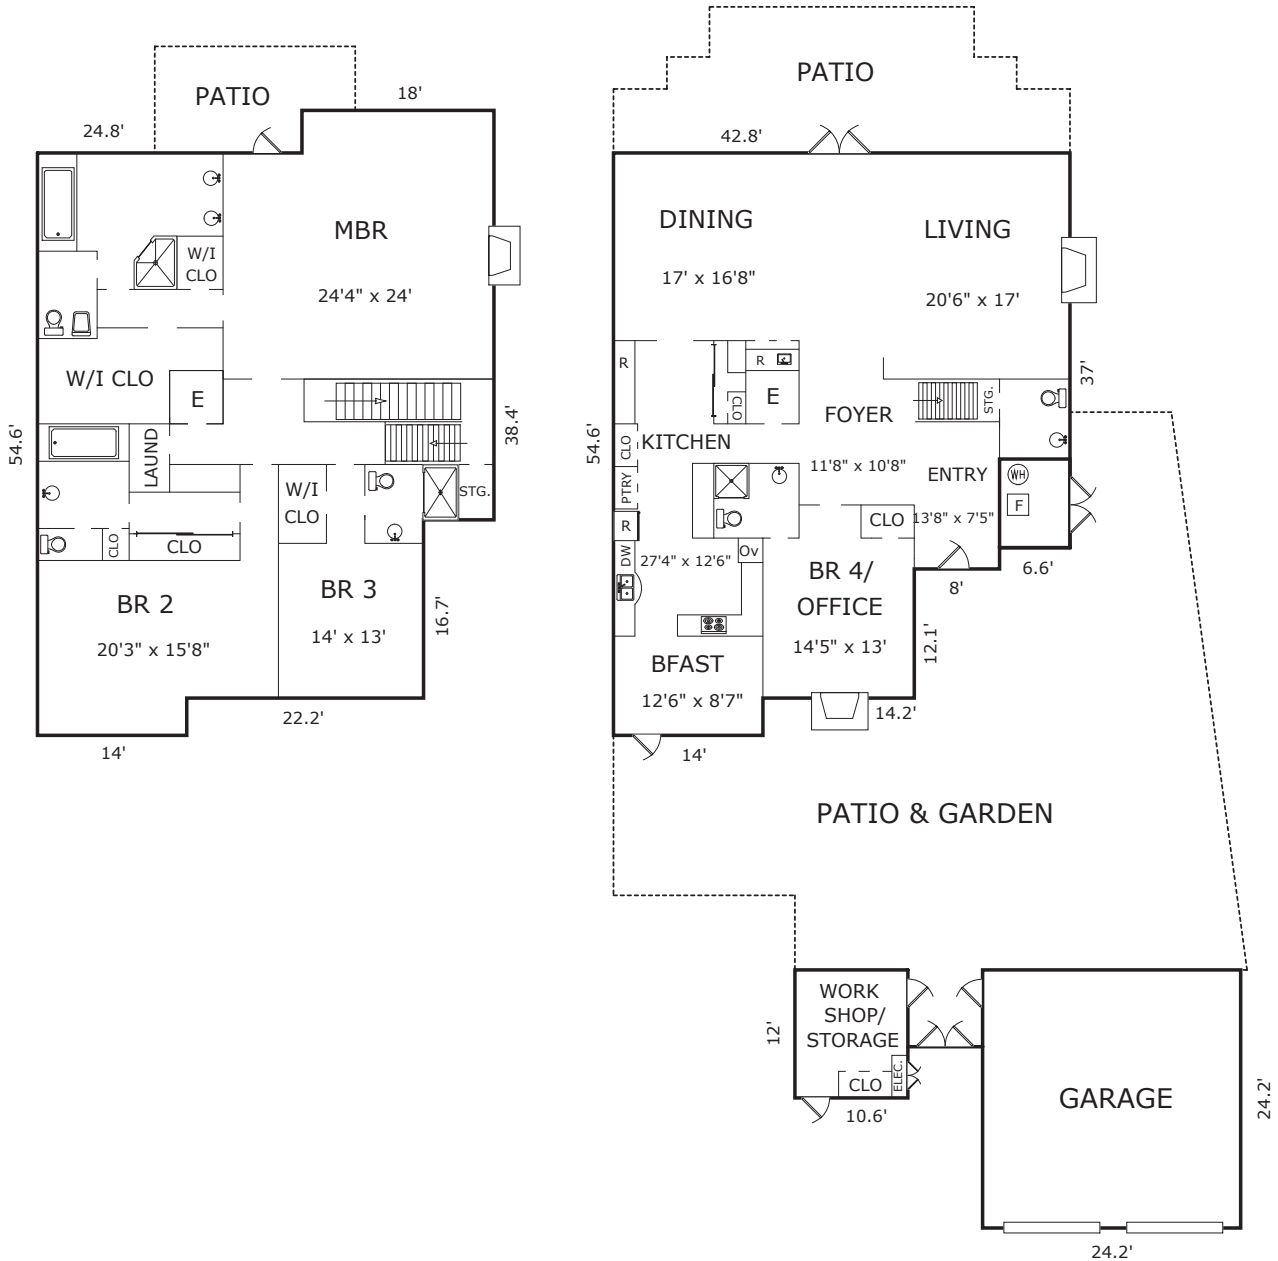 PATIO
18'
24.8'
MBR
24'4" x 24'
W/I
CLO
W/I CLO
E
54.6'
LAUND
38.4'
W/I
CLO
STG.
CLO
CLO
BR 2
20'3" x 15'8"
BR 3
14' x 13'
16.7'
22.2'
14'
PATIO
42.8'
DINING
17' x 16'8"
LIVING
20'6" x 17'
R
R
E
CLO
FOYER
11'8" x 10'8"
STG.
37'
54.6'
CLO
KITCHEN
PTRY
ENTRY
13'8" x 7'5"
WH
F
R
CLO
DW
27'4" x 12'6"
Ov
6.6'
8'
BR 4/
OFFICE
14'5" x 13'
12.1'
BFAST
12'6" x 8'7"
14.2'
14'
PATIO & GARDEN
WORK
SHOP/
STORAGE
12'
ELEC.
CLO
10.6'
GARAGE
24.2'
24.2'